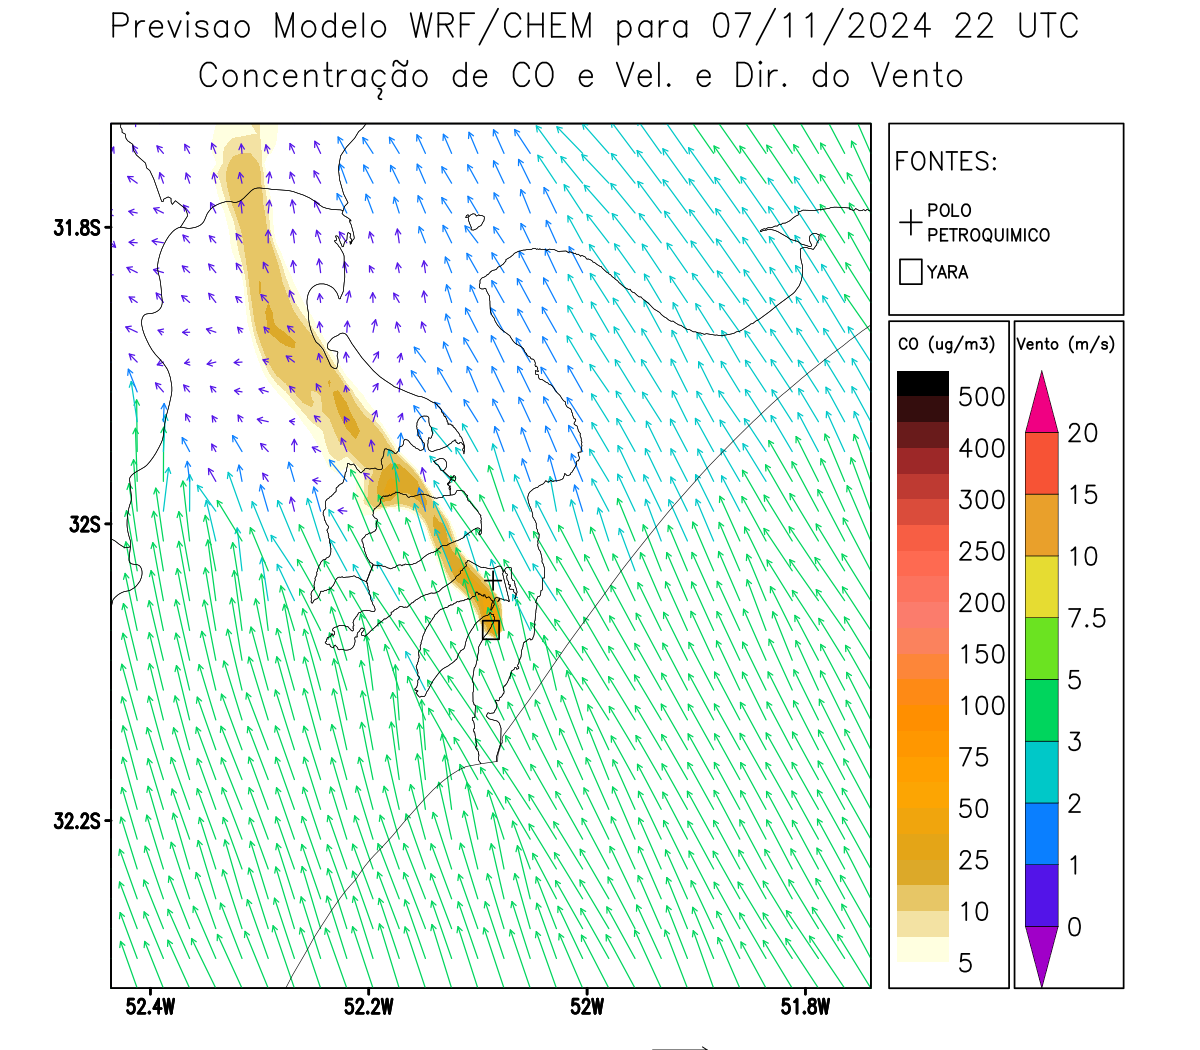 Previsao Modelo WRF/CHEM para 07/11/2024 22 UTC
Concentração de CO e Vel. e Dir. do Vento
FONTES:
POLO
PETROQUIMICO
YARA
CO (ug/m3)
500
400
300
250
200
150
100
75
50
25
10
5
Vento (m/s)
20
15
10
7.5
5
3
2
1
0
31.8S
32S
32.2S
52.4W
52.2W
52W
51.8W